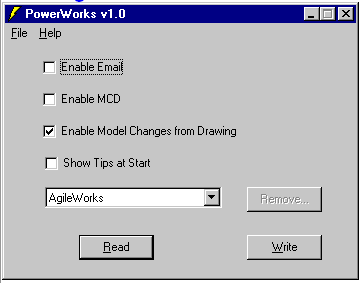 PowerWorks v1.0
File Help
Enable Email
Enable MCD
Enable Model Changes from Drawing
Show Tips at Start
AgileWorks
Remove...
Read Write